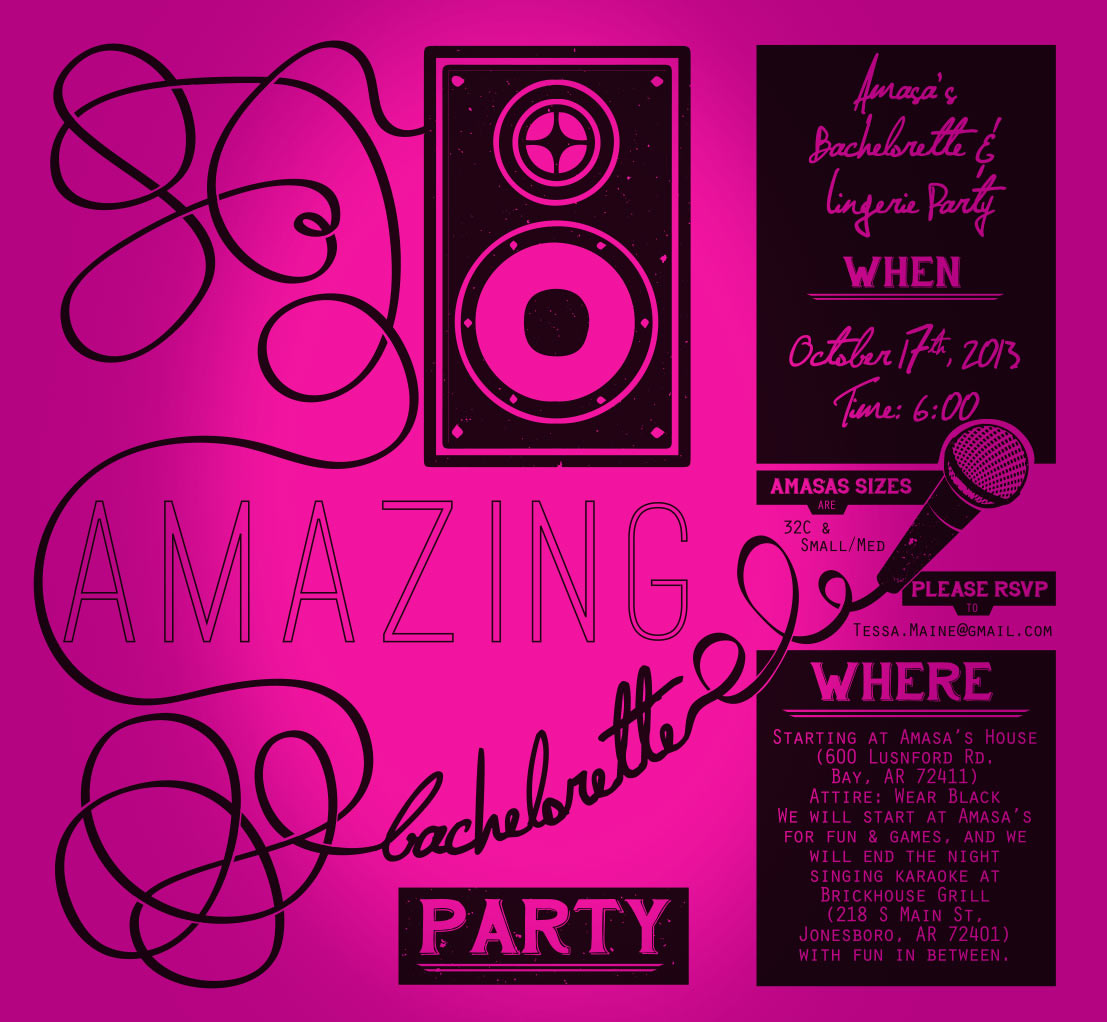 AMAZING
bachelorette
PARTY
Amasa's
Bachelorette &
Lingerie Party
WHEN
October 17th, 2013
Time: 6:00
AMASAS SIZES
ARE
32C &
SMALL/MED
PLEASE RSVP
TO
TESSA.MAINE@GMAIL.COM
WHERE
STARTING AT AMASA'S HOUSE
(600 LUSNFORD RD.
BAY, AR 72411)
ATTIRE: WEAR BLACK
WE WILL START AT AMASA'S
FOR FUN & GAMES, AND WE
WILL END THE NIGHT
SINGING KARAOKE AT
BRICKHOUSE GRILL
(218 S MAIN ST,
JONESBORO, AR 72401)
WITH FUN IN BETWEEN.